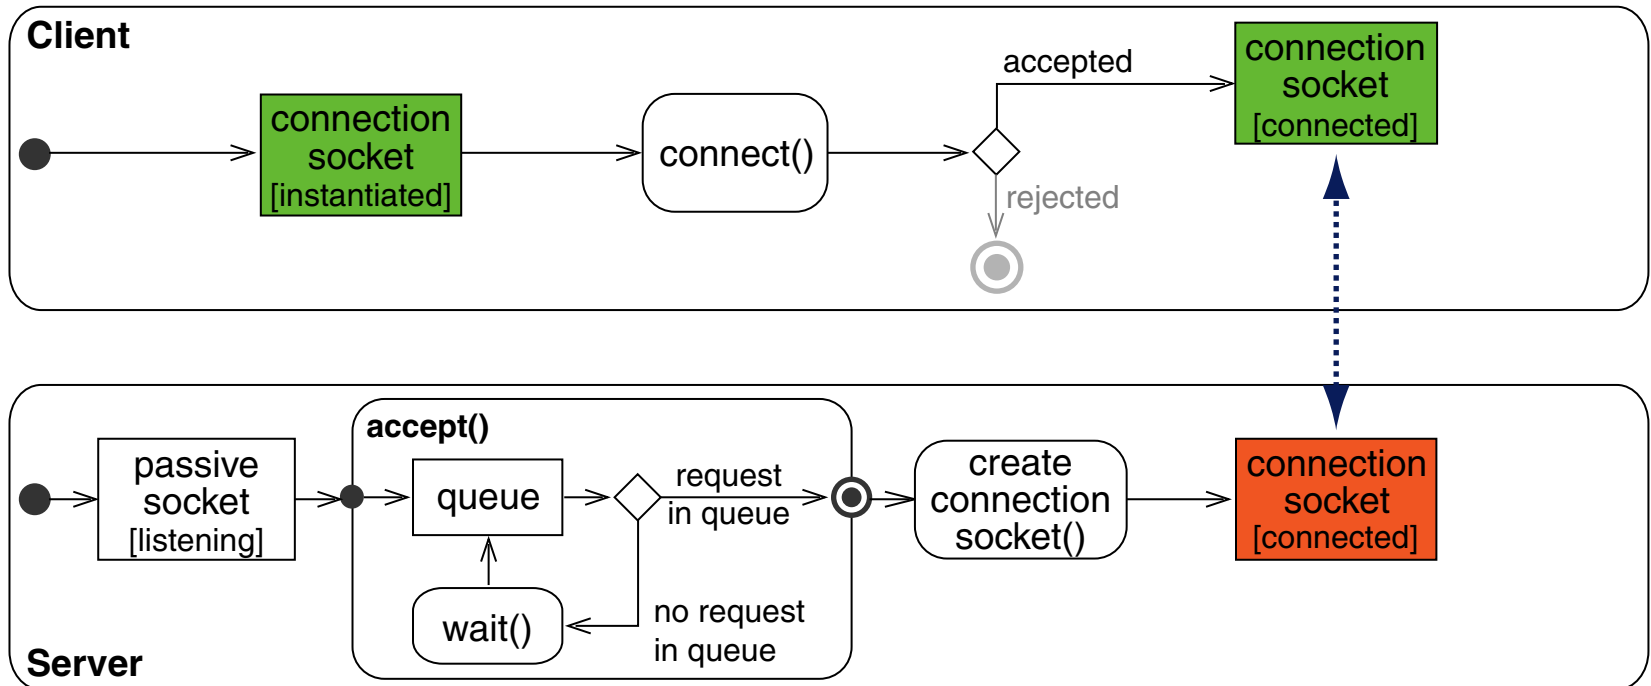 Client
connection
socket
[instantiated]
connect()
accepted
rejected
connection
socket
[connected]
passive
socket
[listening]
accept()
queue
request
in queue
wait()
no request
in queue
create
connection
socket()
connection
socket
[connected]
Server